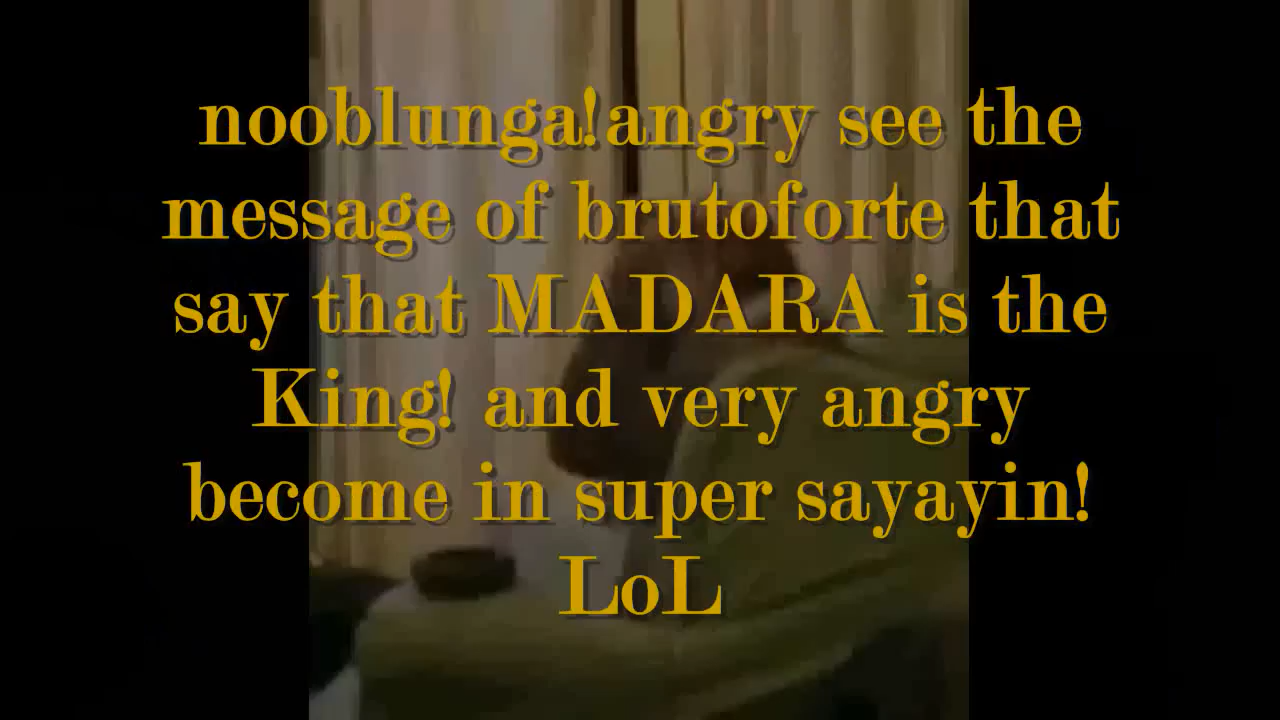 nooblunga!angry see the
message of brutoforte that
say that MADARA is the
King! and very angry
become in super sayayin!
LoL